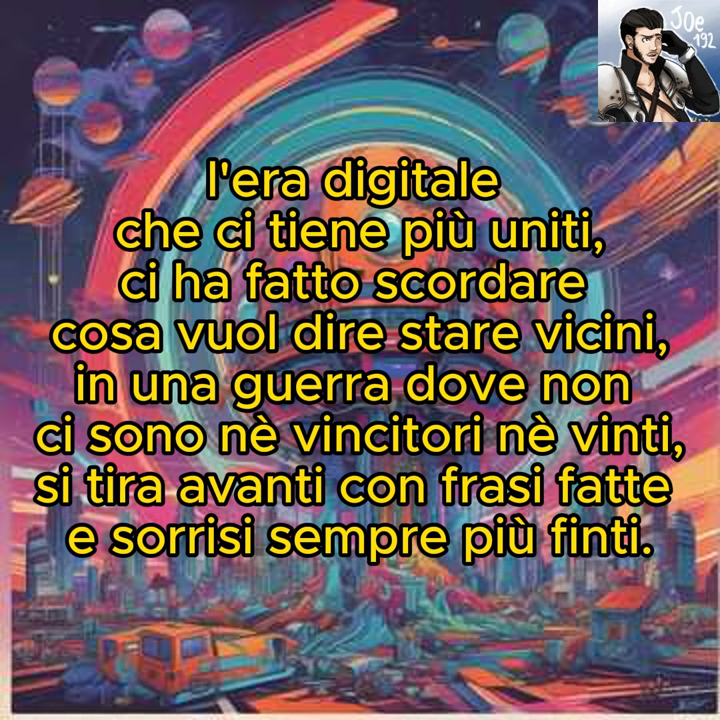 JOe
192
l'era digitale
che ci tiene più uniti,
ci ha fatto scordare
cosa vuol dire stare vicini,
in una guerra dove non
ci sono nè vincitori nè vinti,
si tira avanti con frasi fatte
e sorrisi sempre più finti.